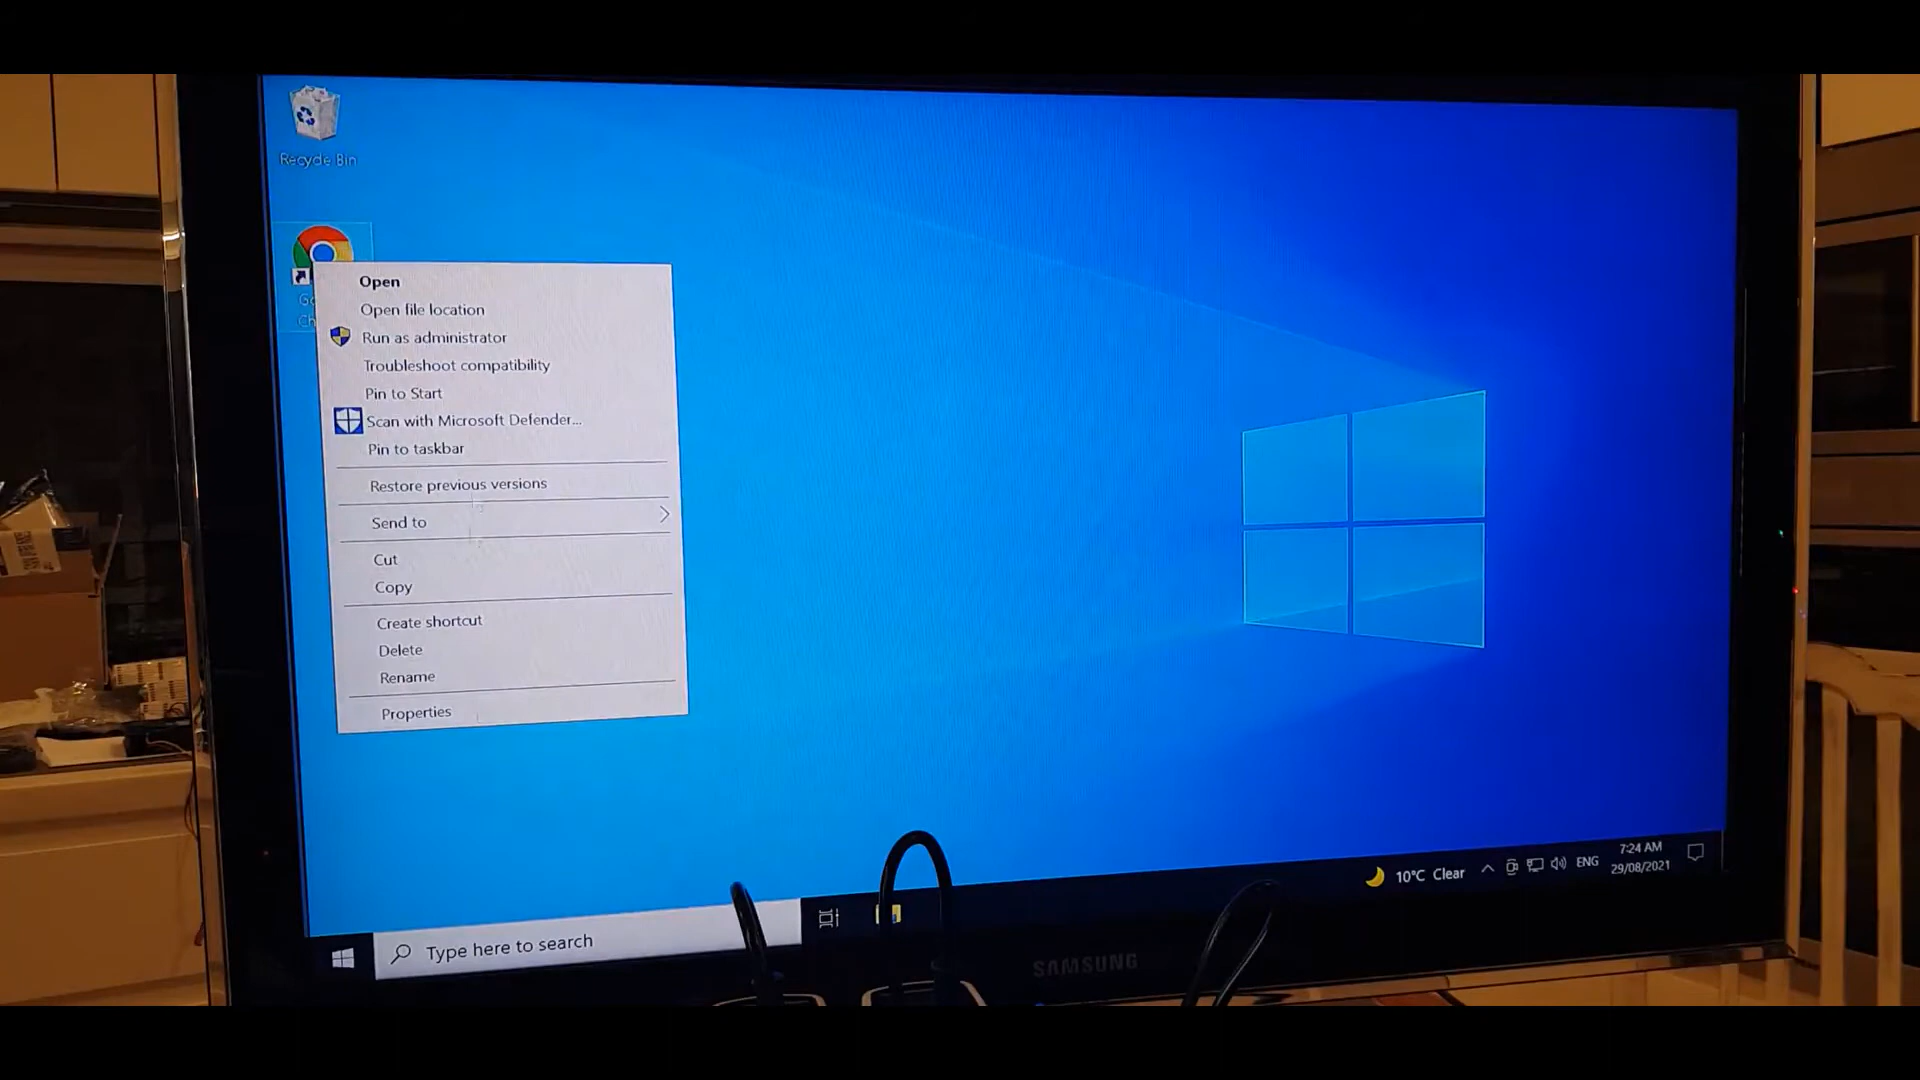 Recycle Bin
Open
Open file location
Run as administrator
Troubleshoot compatibility
Pin to Start
Scan with Microsoft Defender...
Pin to taskbar
Restore previous versions
Send to
Cut
Copy
Create shortcut
Delete
Rename
Properties
Type here to search
10°C Clear
ENG
7:24 AM
29/08/2021
SAMSUNG